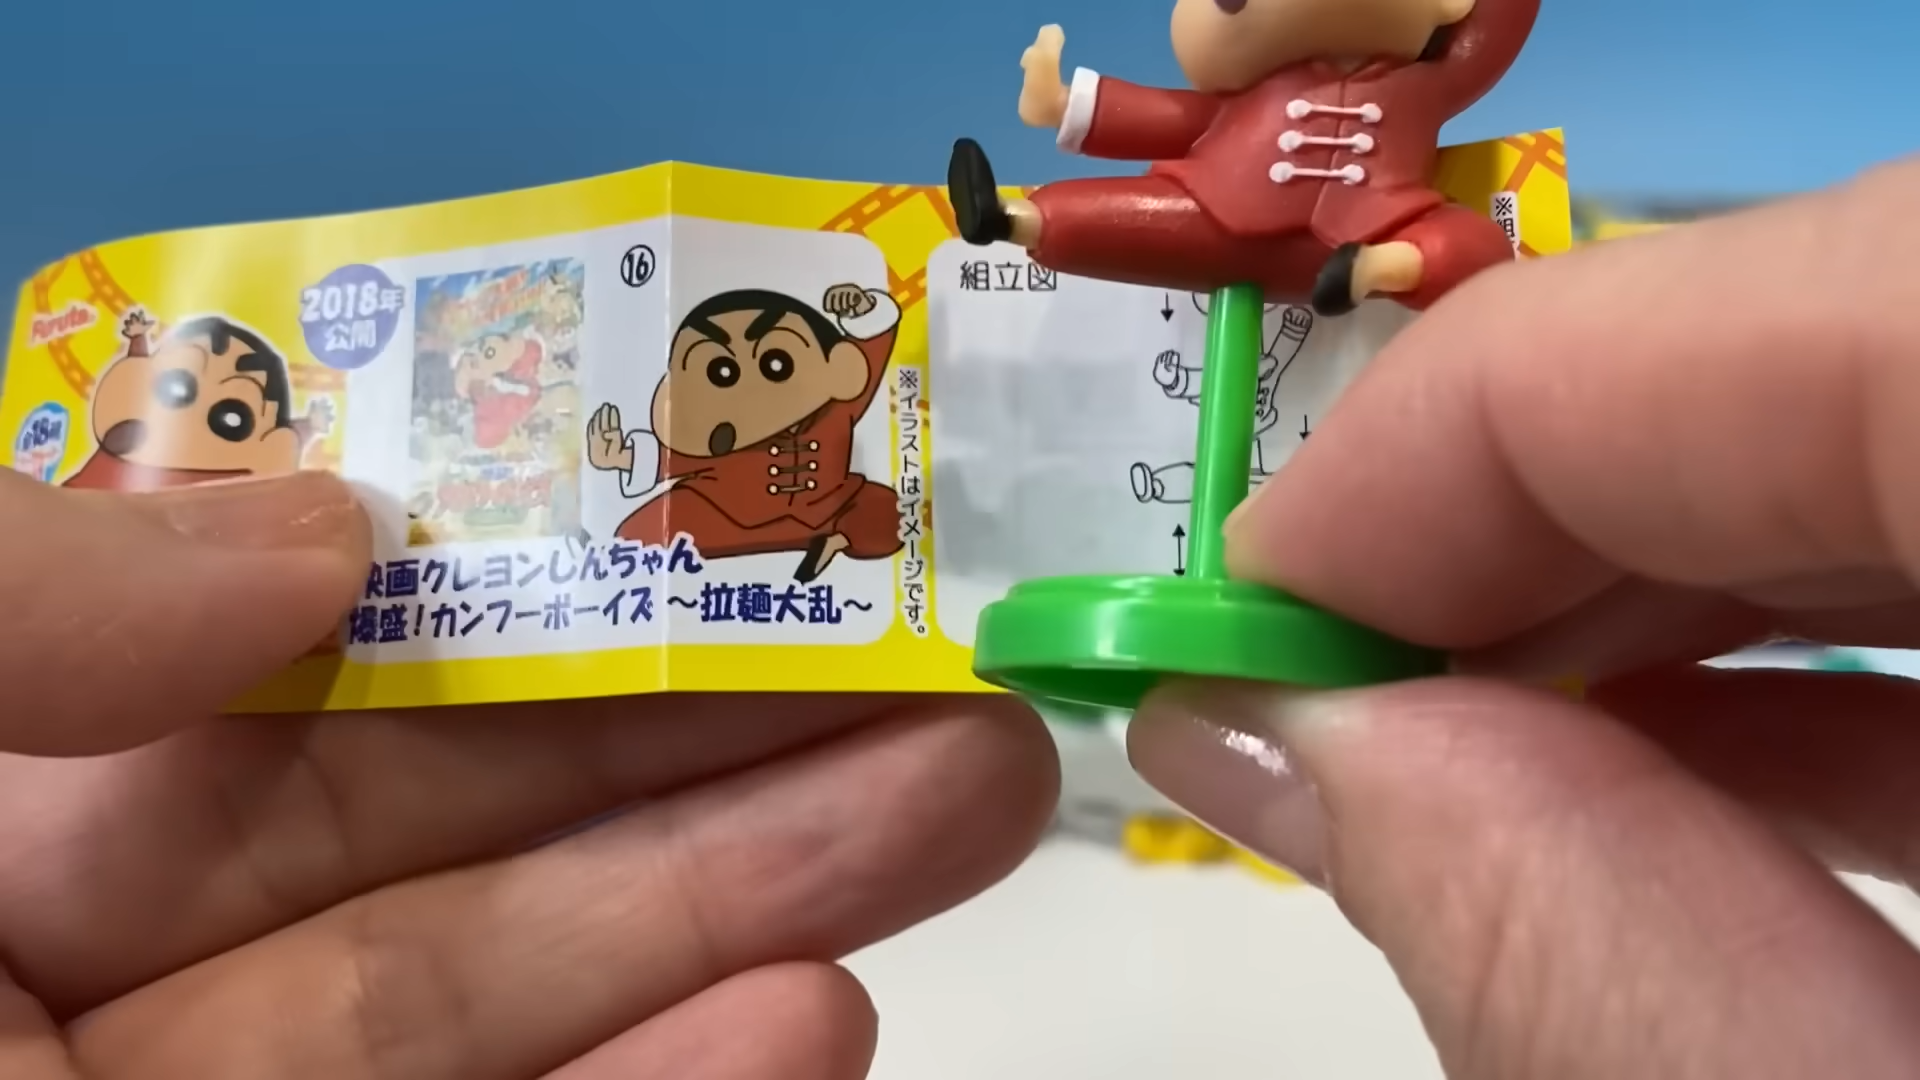 Furuta
2018年
公開
⑯
映画クレヨンしんちゃん
爆盛!カンフーボーイズ ~拉麺大乱~
※イラストはイメージです。
組立図
※組